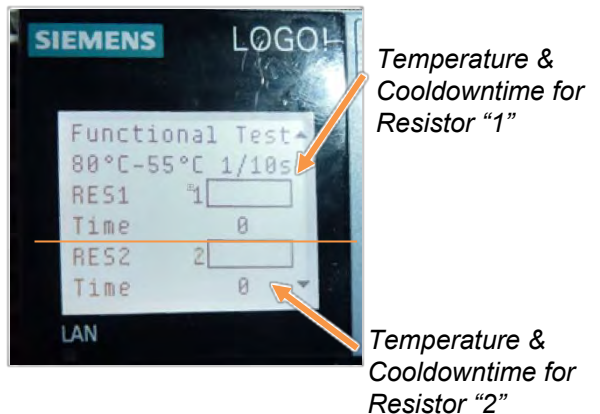 SIEMENS LOGO!
Functional Test
80°C-55°C 1/10s
RES1 1
Time 0
RES2 2
Time 0
LAN
Temperature &
Cooldowntime for
Resistor “1”
Temperature &
Cooldowntime for
Resistor “2”